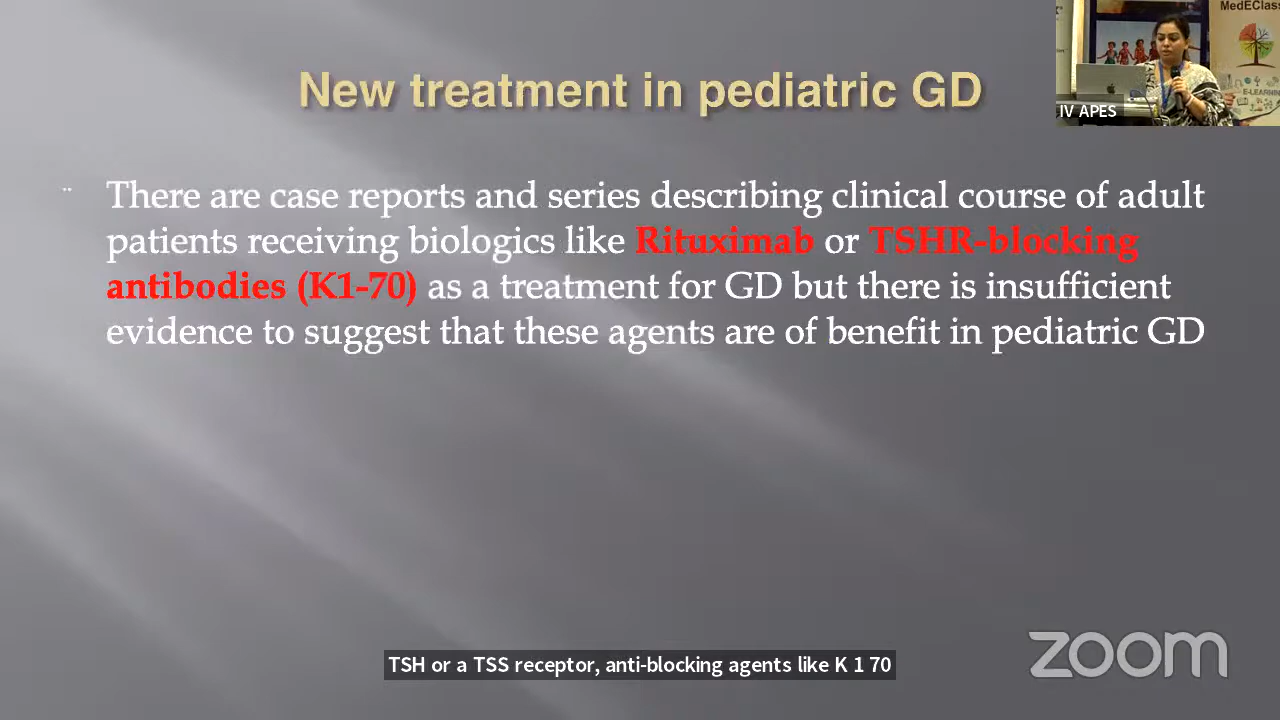 New treatment in pediatric GD
MedEClass
E-LEARNING
IV APES
There are case reports and series describing clinical course of adult
patients receiving biologics like Rituximab or TSHR-blocking
antibodies (K1-70) as a treatment for GD but there is insufficient
evidence to suggest that these agents are of benefit in pediatric GD
TSH or a TSS receptor, anti-blocking agents like K 1 70
zoom